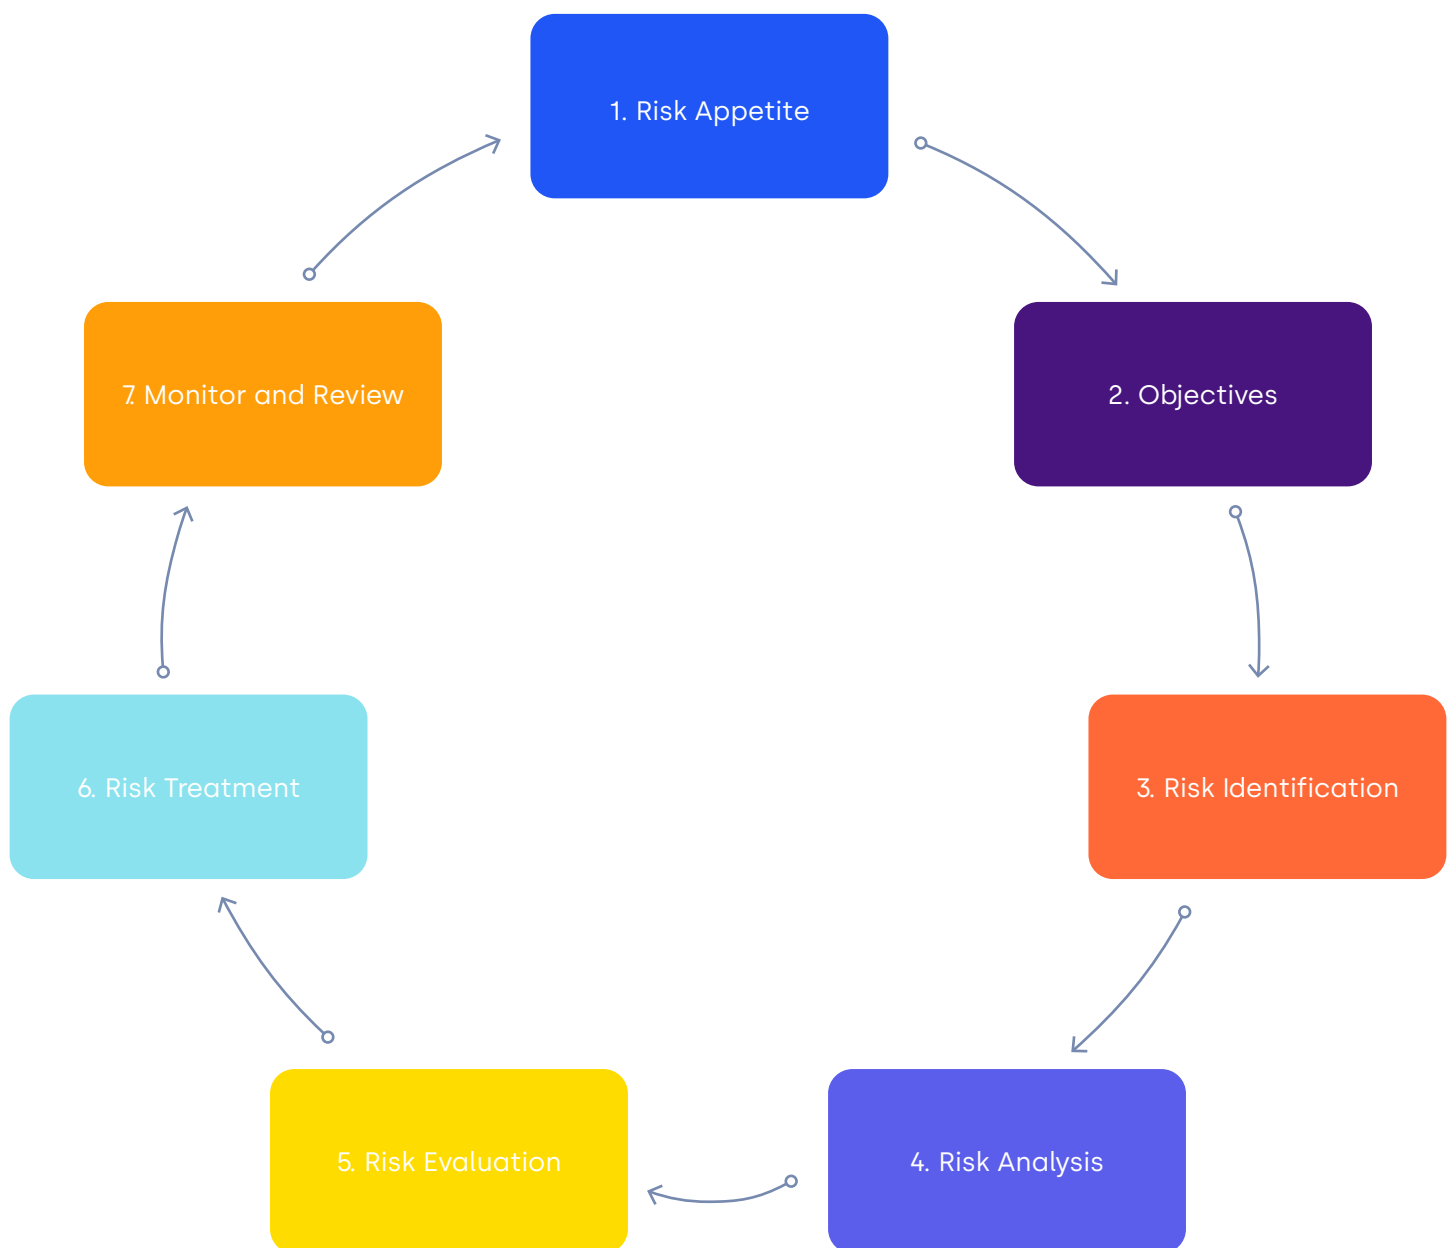 1. Risk Appetite
2. Objectives
3. Risk Identification
4. Risk Analysis
5. Risk Evaluation
6. Risk Treatment
7. Monitor and Review